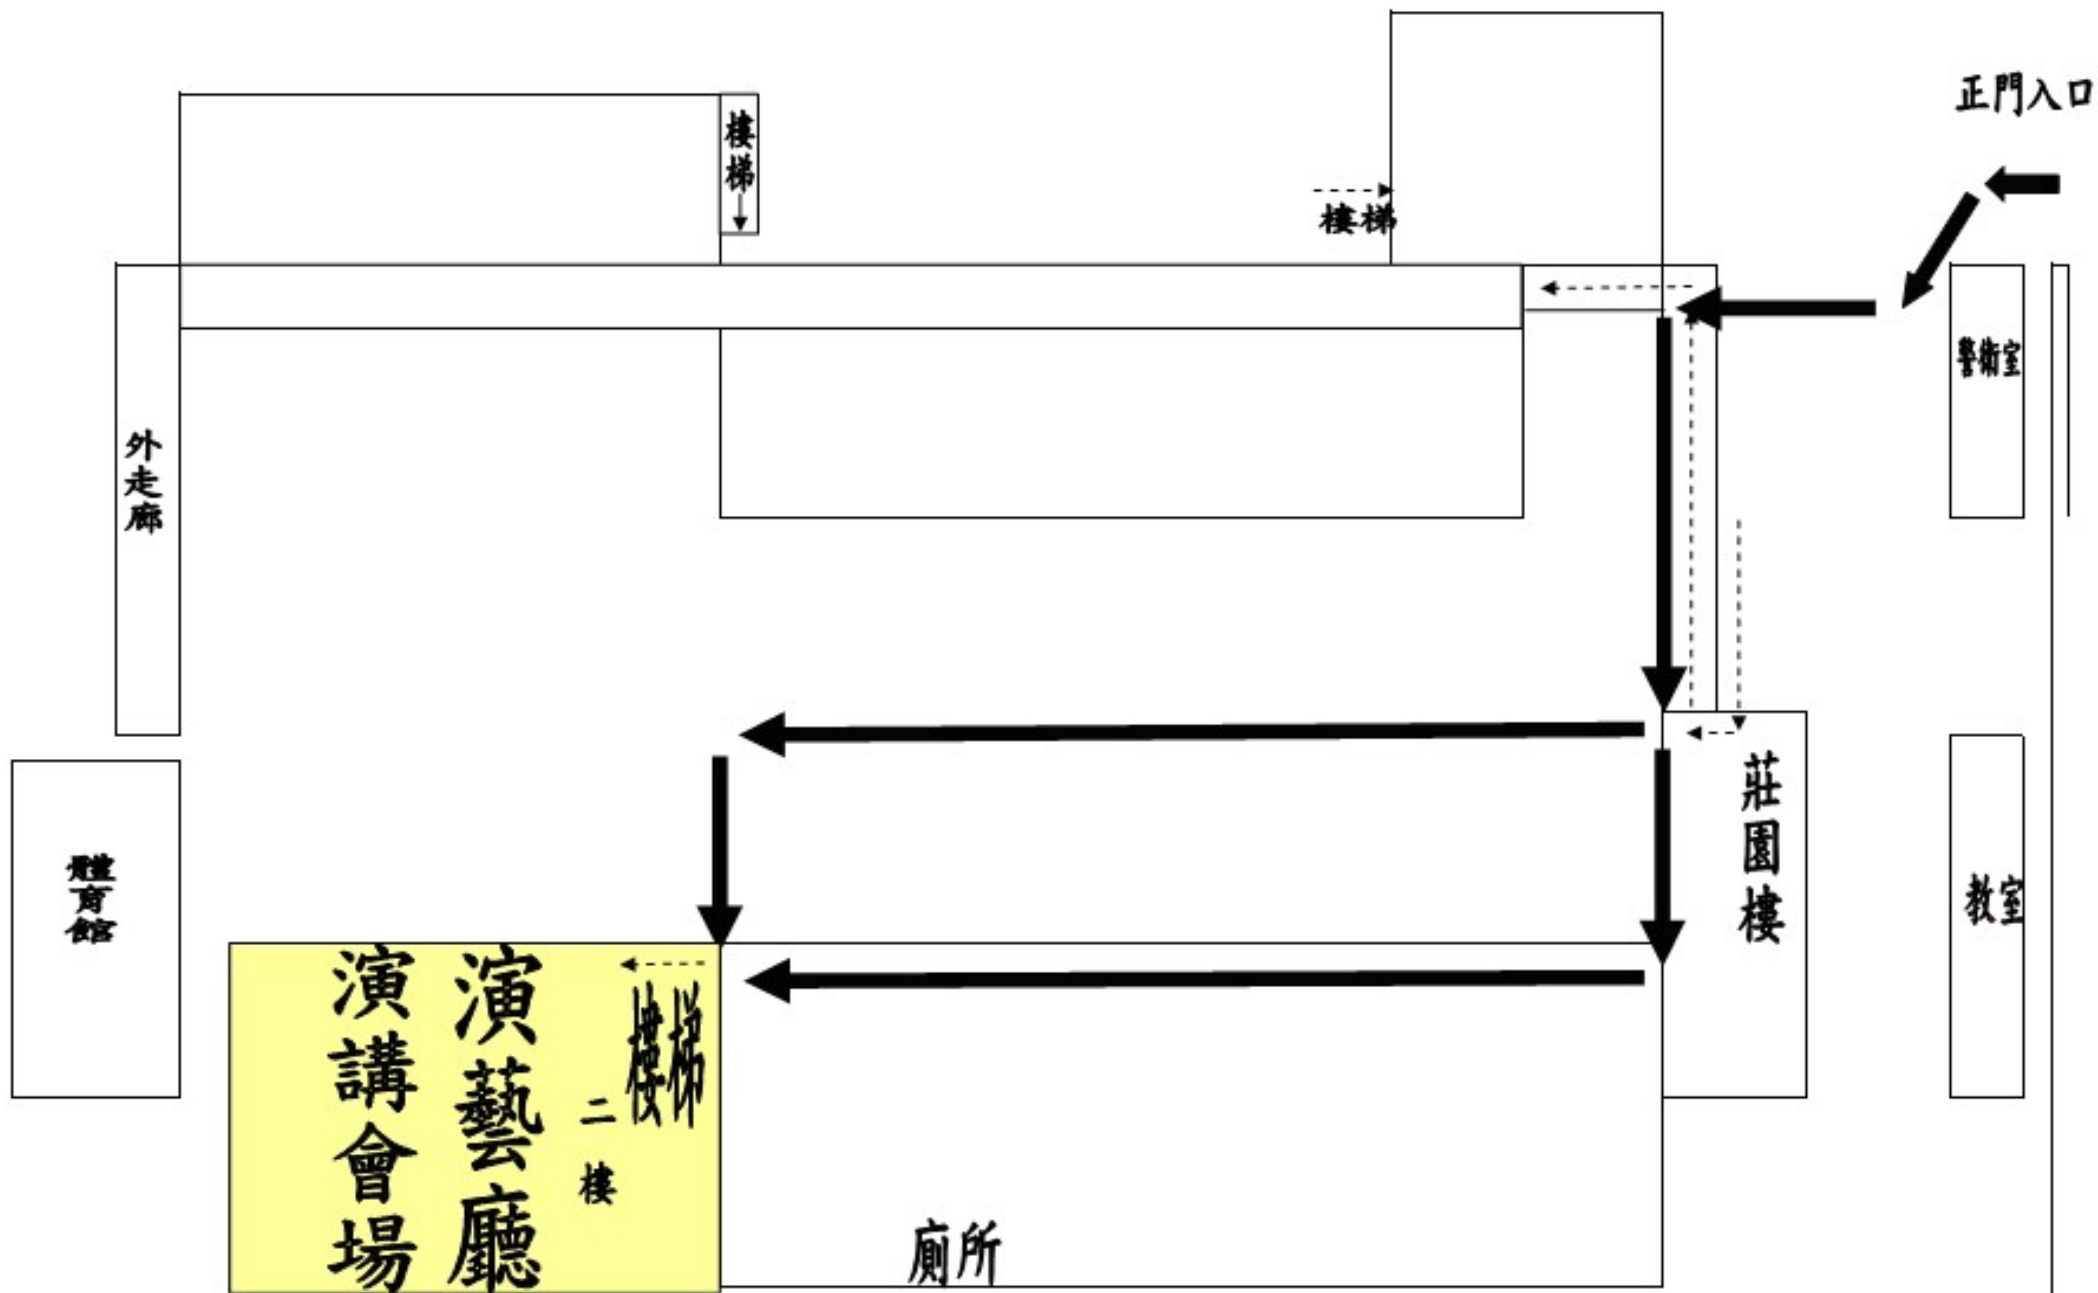 正門入口
樓梯
樓梯
警衛室
外走廊
莊園樓
體育館
教室
樓梯
二樓
演藝廳
演講會場
廁所